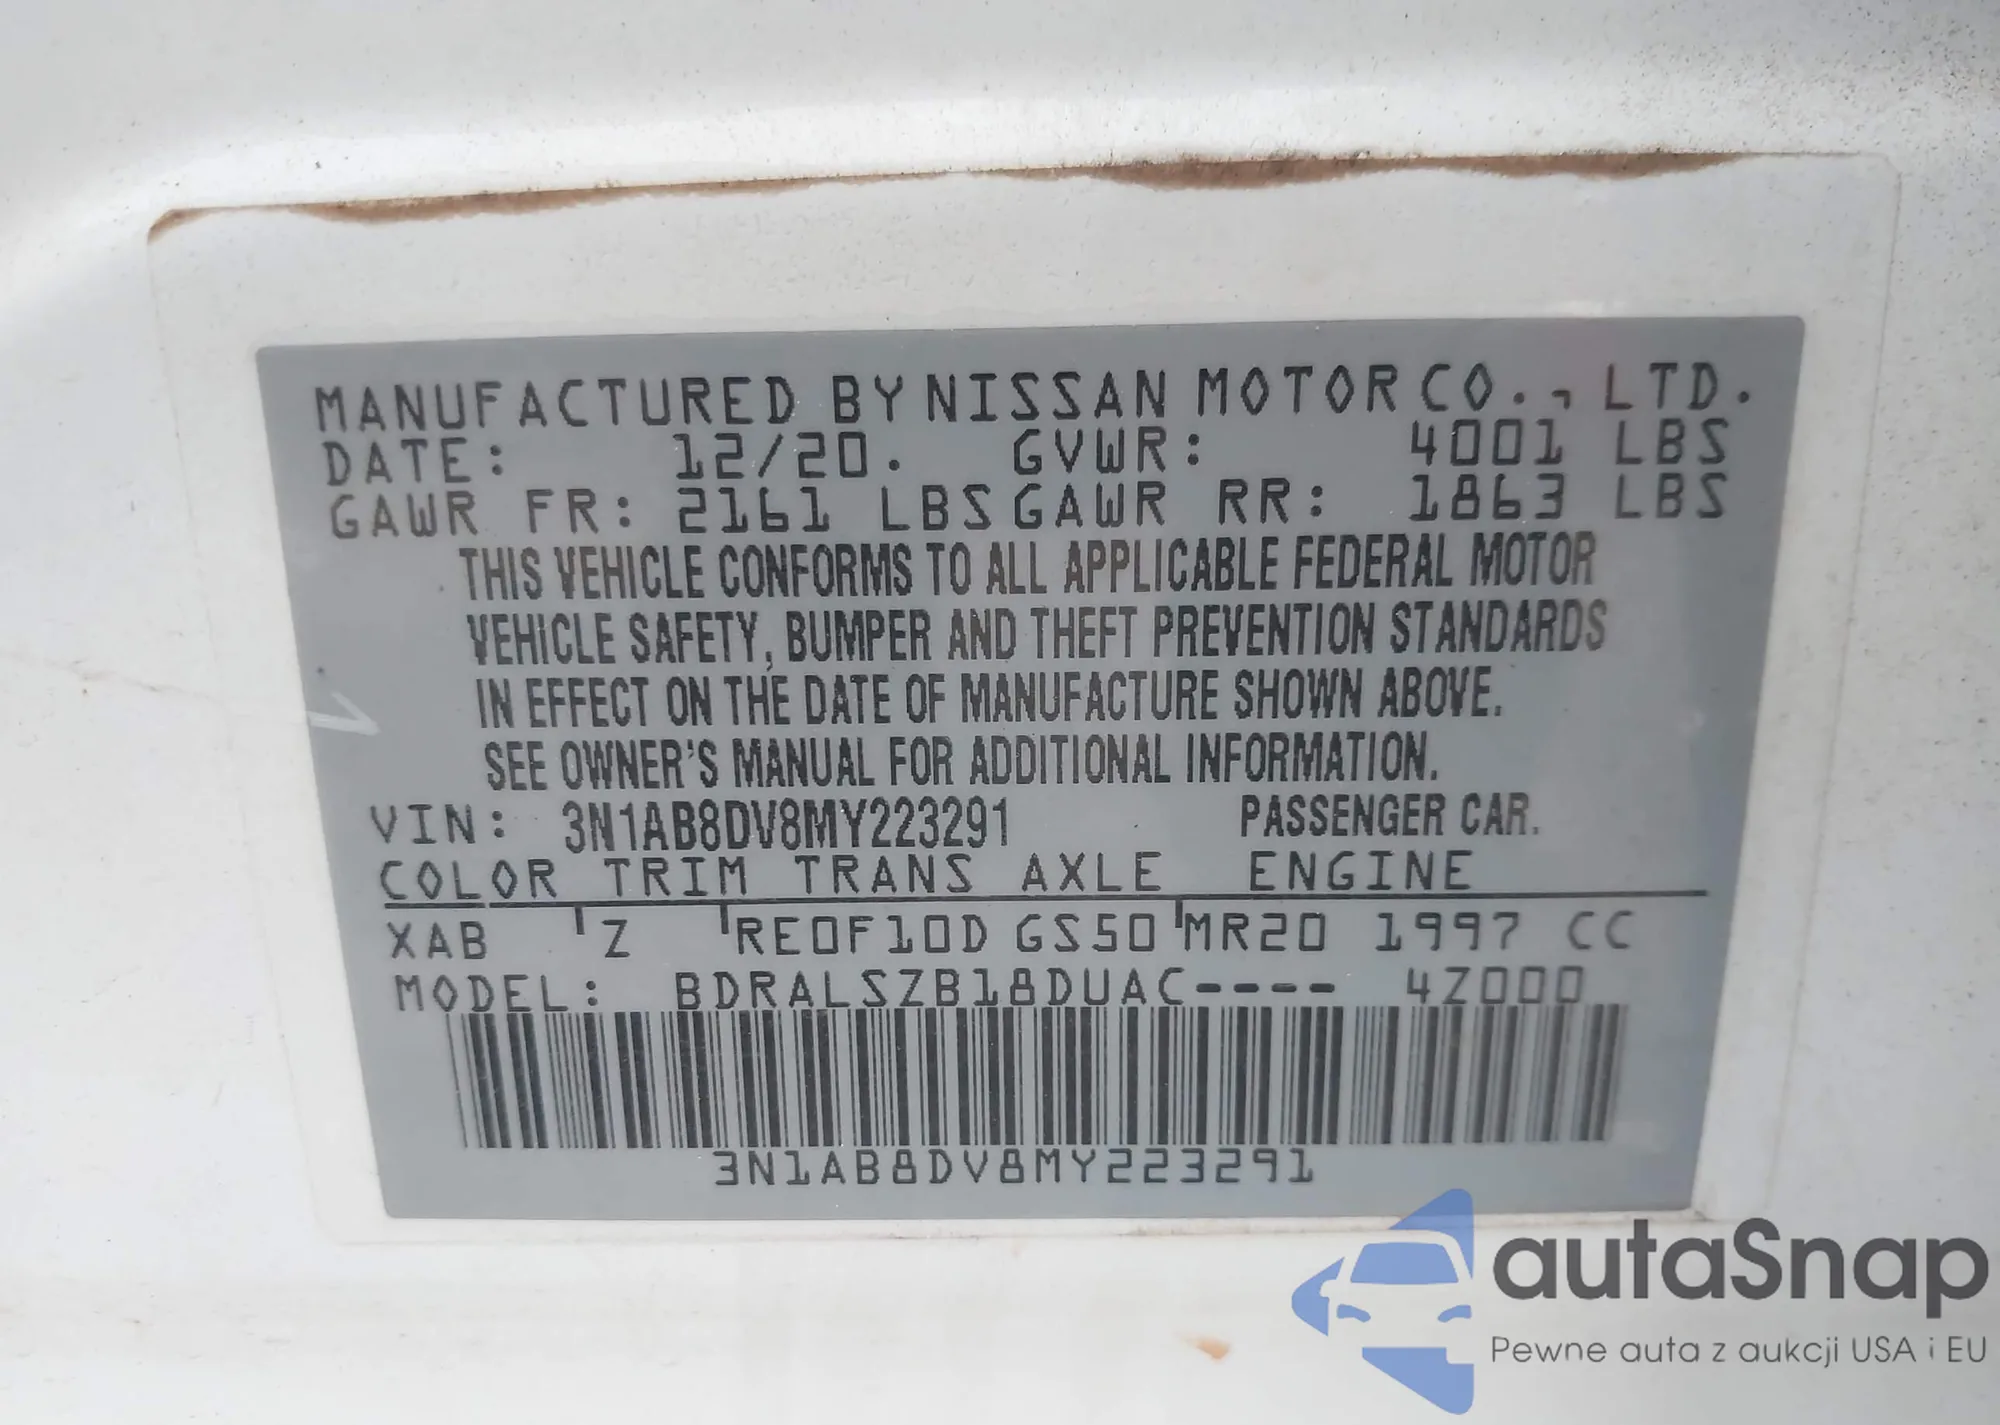 MANUFACTURED BY NISSAN MOTOR CO., LTD.
DATE: 12/20. GVWR: 4001 LBS
GAWR FR: 2161 LBS GAWR RR: 1863 LBS
THIS VEHICLE CONFORMS TO ALL APPLICABLE FEDERAL MOTOR
VEHICLE SAFETY, BUMPER AND THEFT PREVENTION STANDARDS
IN EFFECT ON THE DATE OF MANUFACTURE SHOWN ABOVE.
SEE OWNER'S MANUAL FOR ADDITIONAL INFORMATION.
VIN: 3N1AB8DV8MY223291 PASSENGER CAR.
COLOR TRIM TRANS AXLE ENGINE
XAB Z RE0F10D GS50 MR20 1997 CC
MODEL: BDRALSZB18DUAC---- 4Z000
3N1AB8DV8MY223291
autaSnap
Pewne auta z aukcji USA i EU